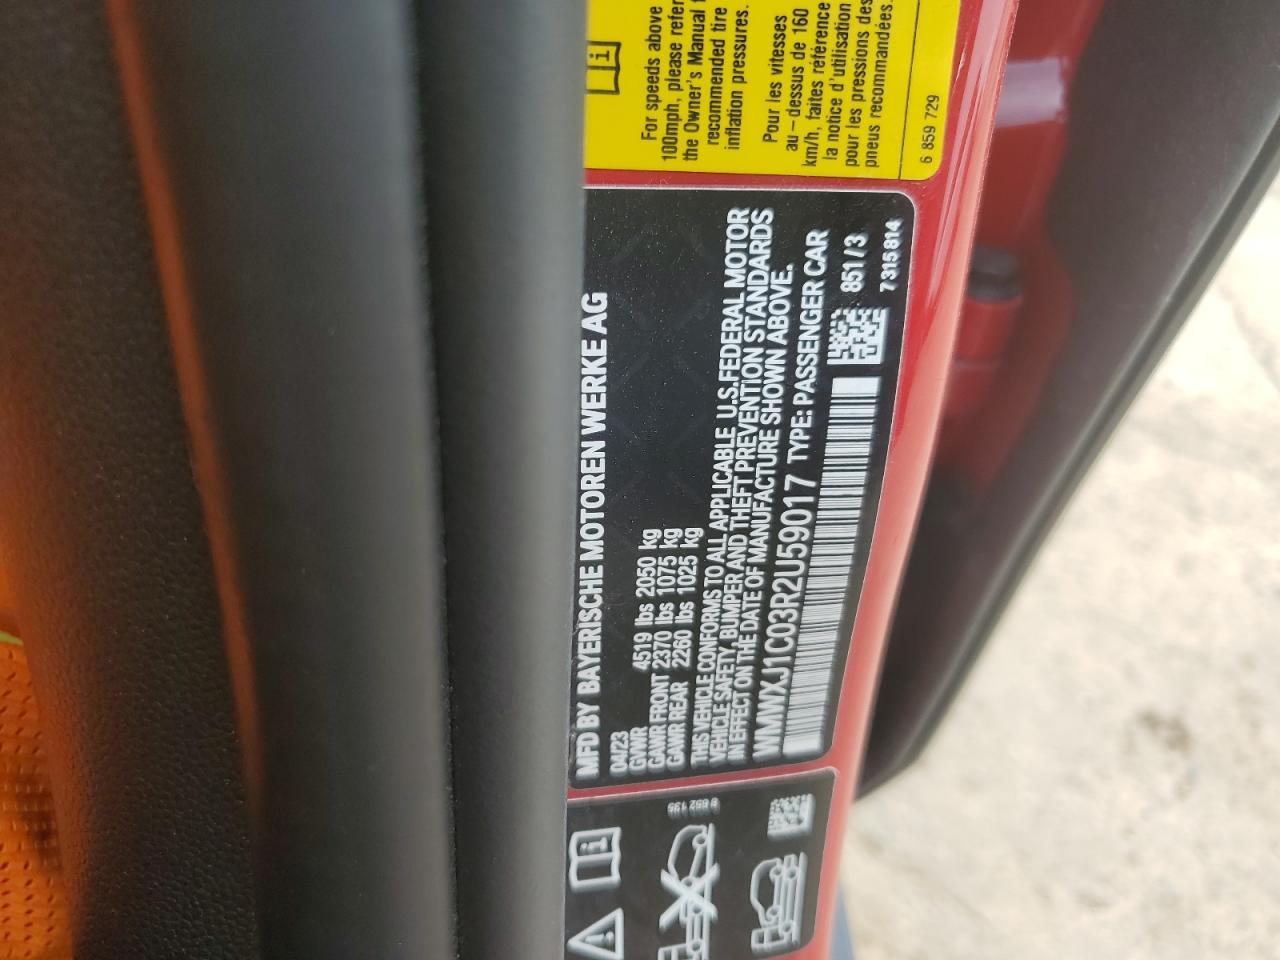 For speeds above
100mph, please refer
the Owner's Manual
recommended tire
inflation pressures.
Pour les vitesses
au-dessus de 160
km/h, faites référence
la notice d'utilisation
pour les pressions des
pneus recommandées.
6 859 729
MFD BY BAYERISCHE MOTOREN WERKE AG
04/23
GVWR 4519 lbs 2050 kg
GAWR FRONT 2370 lbs 1075 kg
GAWR REAR 2260 lbs 1025 kg
THIS VEHICLE CONFORMS TO ALL APPLICABLE U.S.FEDERAL MOTOR
VEHICLE SAFETY, BUMPER AND THEFT PREVENTION STANDARDS
IN EFFECT ON THE DATE OF MANUFACTURE SHOWN ABOVE.
WMWXJ1C03R2U59017 TYPE: PASSENGER CAR
851/3
7315814